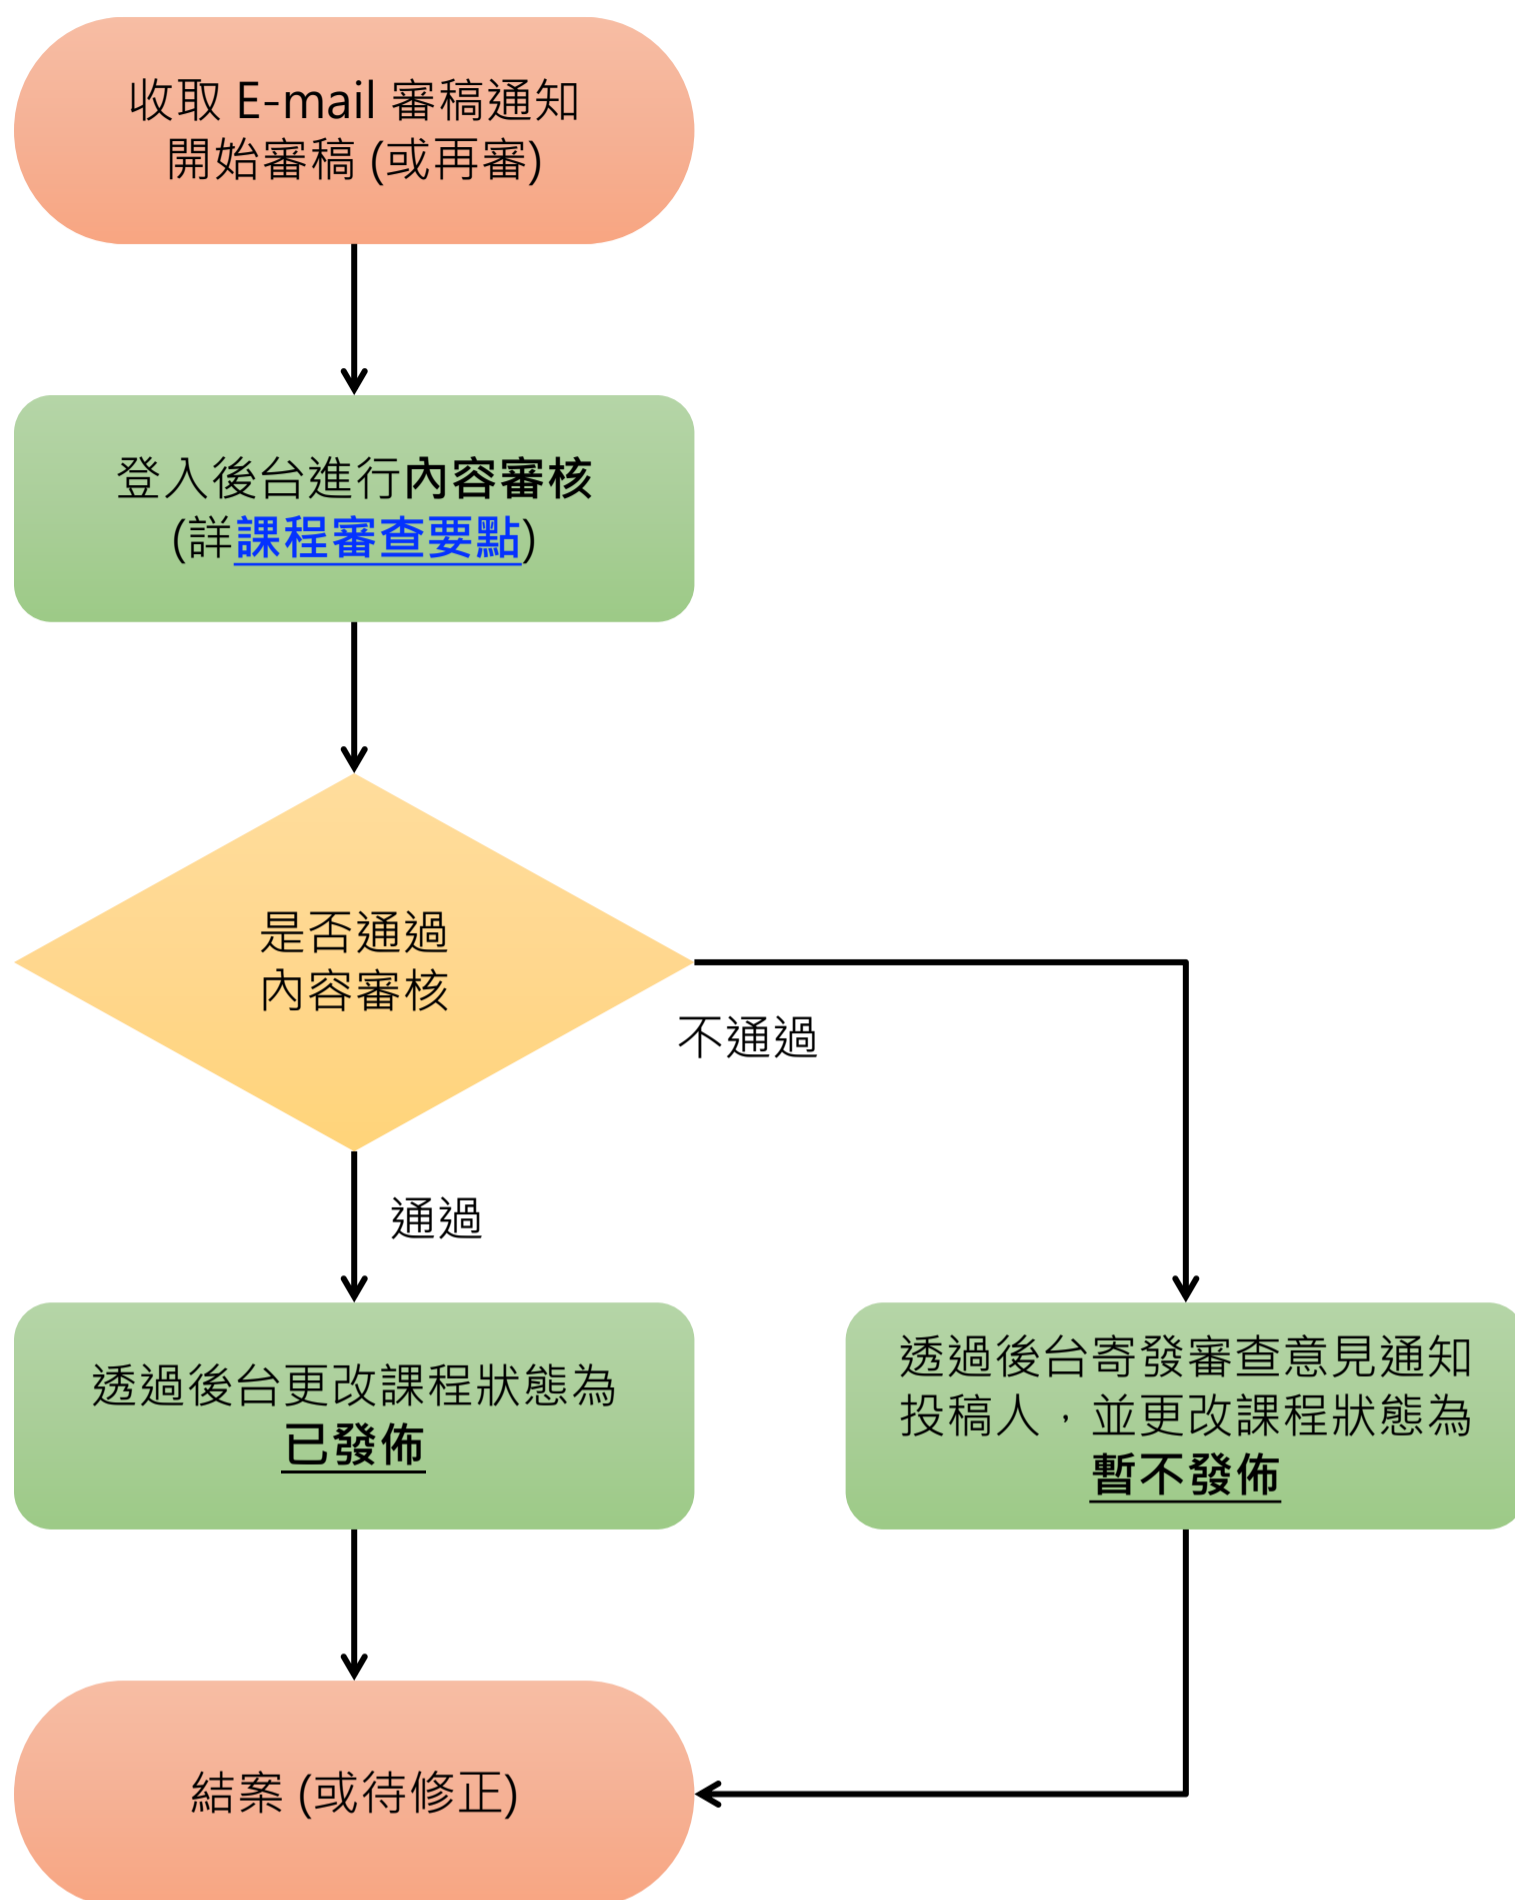 收取 E-mail 審稿通知
開始審稿 (或再審)
登入後台進行內容審核
(詳課程審查要點)
是否通過
內容審核
不通過
通過
透過後台更改課程狀態為
已發佈
透過後台寄發審查意見通知
投稿人，並更改課程狀態為
暫不發佈
結案 (或待修正)